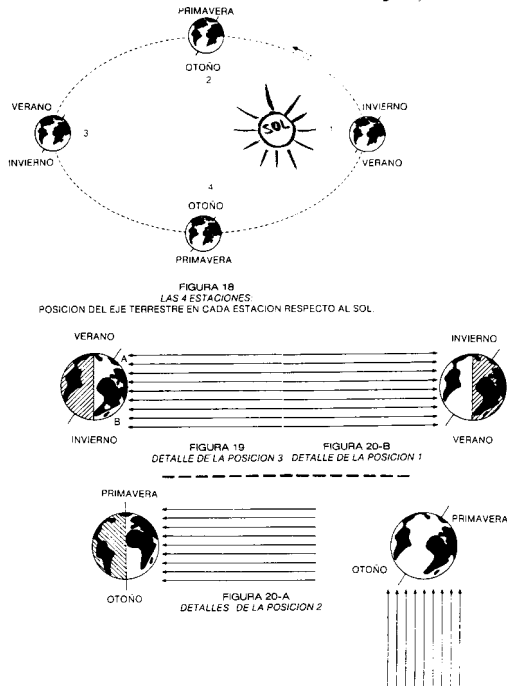 PRIMAVERA
OTOÑO
2
VERANO
3
INVIERNO
SOL
INVIERNO
1
VERANO
4
OTOÑO
PRIMAVERA
FIGURA 18
LAS 4 ESTACIONES:
POSICION DEL EJE TERRESTRE EN CADA ESTACION RESPECTO AL SOL.
VERANO
A
B
INVIERNO
INVIERNO
VERANO
FIGURA 19
DETALLE DE LA POSICION 3
FIGURA 20-B
DETALLE DE LA POSICION 1
PRIMAVERA
OTOÑO
FIGURA 20-A
DETALLES DE LA POSICION 2
PRIMAVERA
OTOÑO